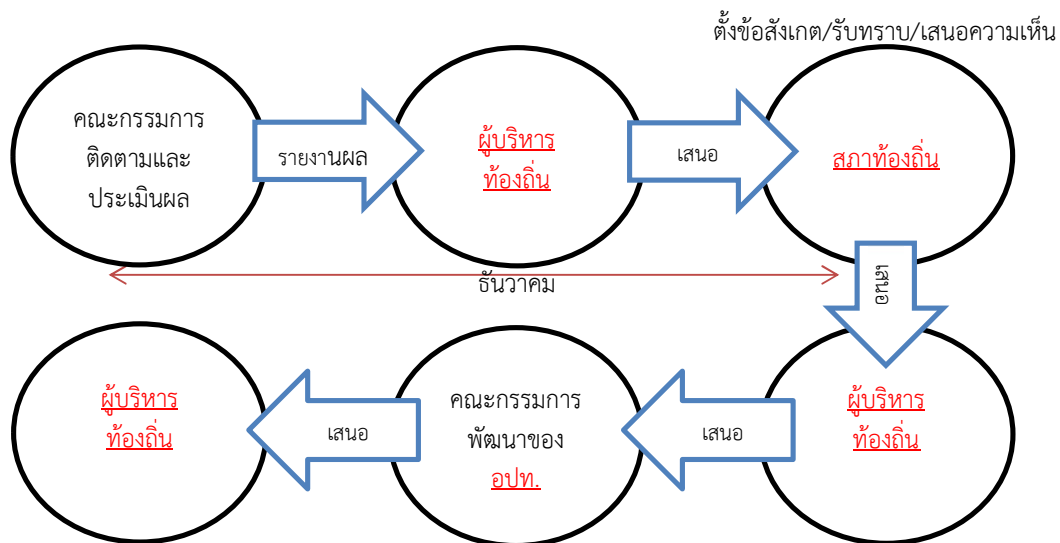 ตั้งข้อสังเกต/รับทราบ/เสนอความเห็น
คณะกรรมการ
ติดตามและ
ประเมินผล
รายงานผล
ผู้บริหาร
ท้องถิ่น
เสนอ
สภาท้องถิ่น
ธันวาคม
เสนอ
ผู้บริหาร
ท้องถิ่น
เสนอ
คณะกรรมการ
พัฒนาของ
อปท.
เสนอ
ผู้บริหาร
ท้องถิ่น